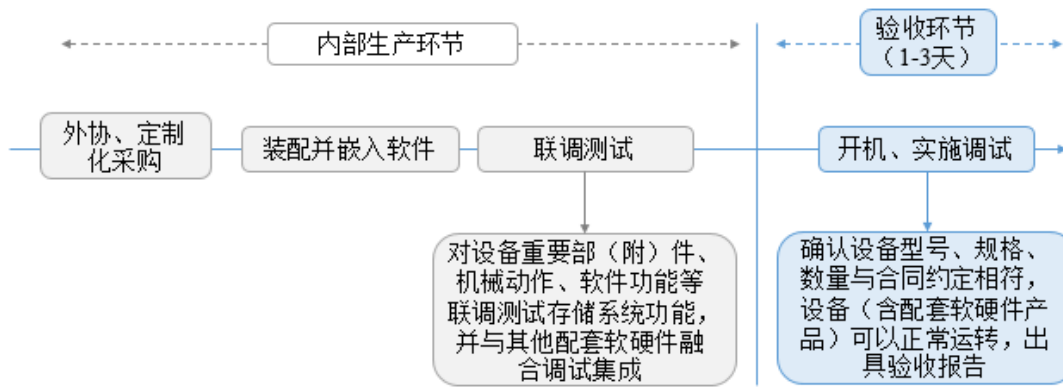 内部生产环节
验收环节
（1-3天）
外协、定制
化采购
装配并嵌入软件
联调测试
开机、实施调试
对设备重要部（附）件、
机械动作、软件功能等
联调测试存储系统功能，
并与其他配套软硬件融
合调试集成
确认设备型号、规格、
数量与合同约定相符，
设备（含配套软硬件产
品）可以正常运转，出
具验收报告